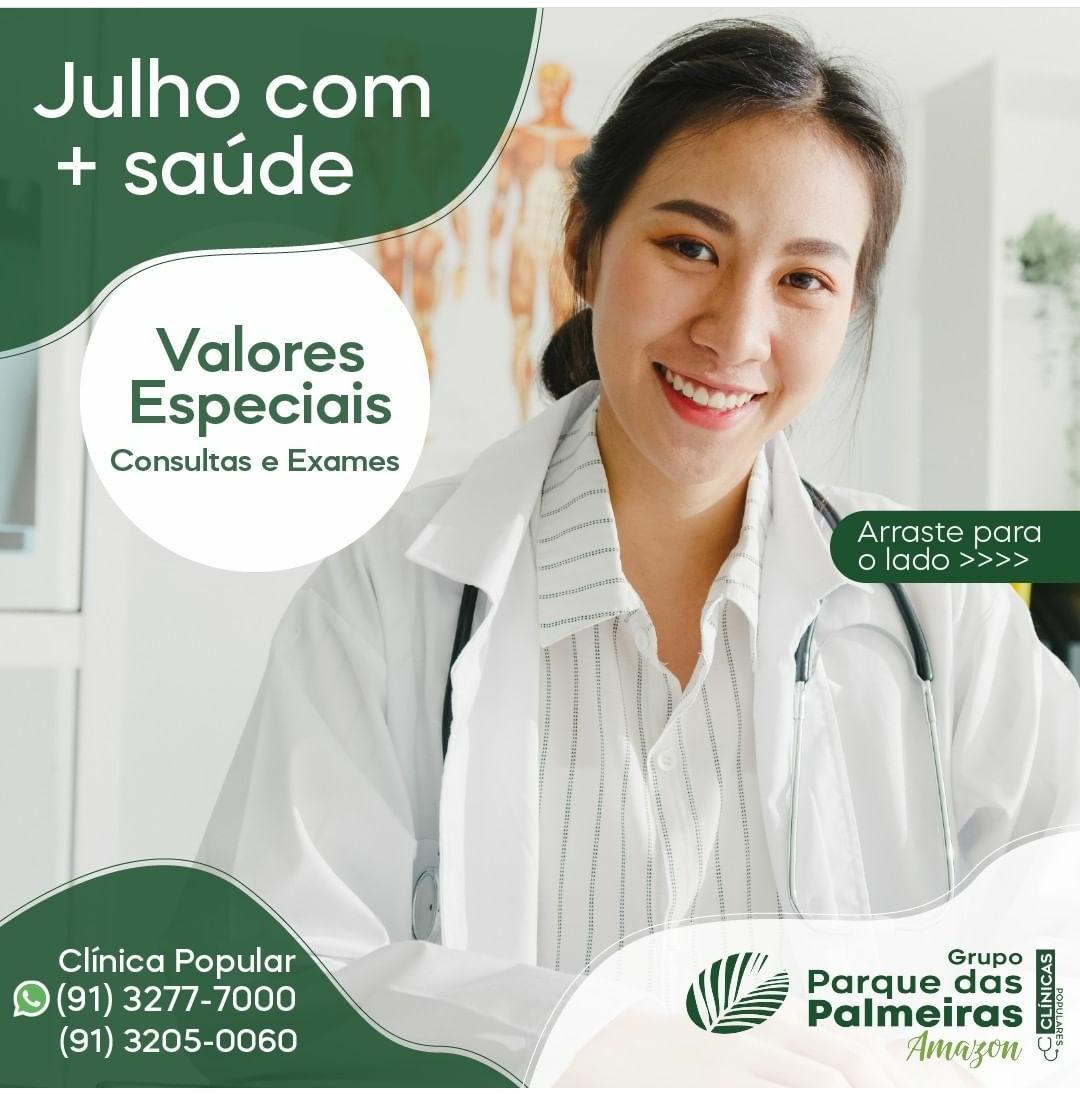 Julho com
+ saúde
Valores
Especiais
Consultas e Exames
Arraste para
o lado >>>>
Clínica Popular
(91) 3277-7000
(91) 3205-0060
Grupo
Parque das
Palmeiras
Amazon
CLÍNICAS
POPULARES